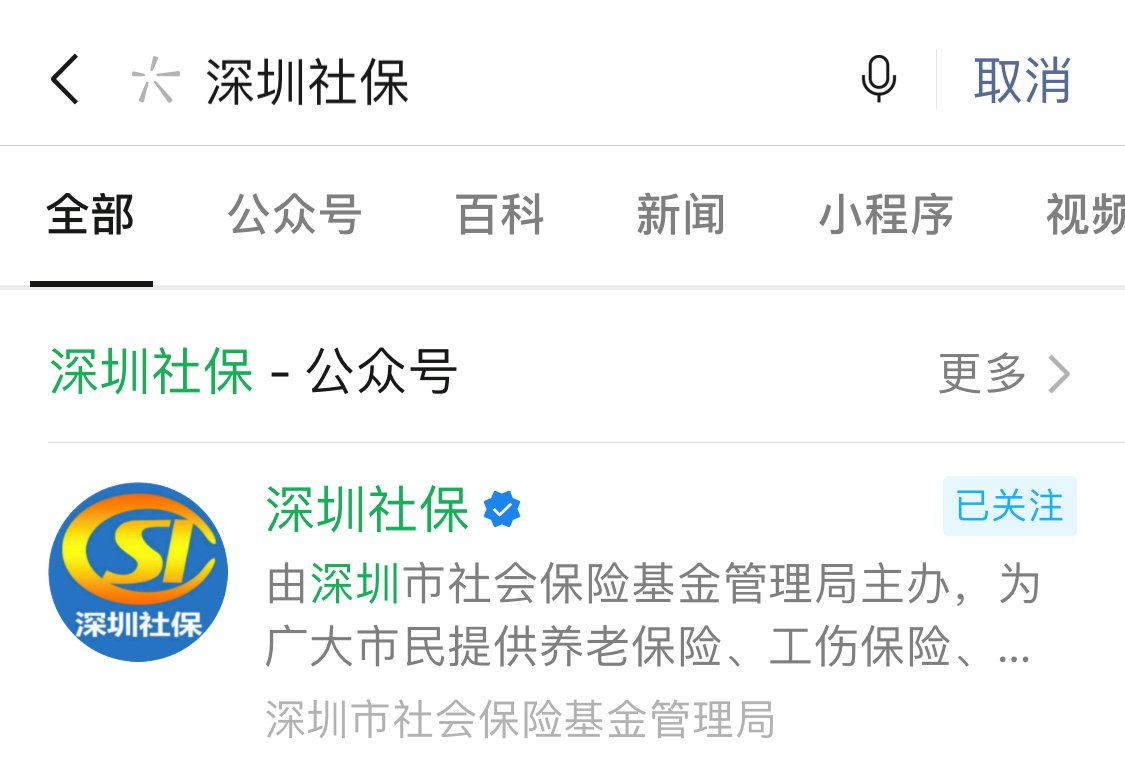 深圳社保 取消
全部 公众号 百科 新闻 小程序 视频
深圳社保 - 公众号 更多
深圳社保 已关注
由深圳市社会保险基金管理局主办，为
广大市民提供养老保险、工伤保险、...
深圳市社会保险基金管理局
SI
深圳社保